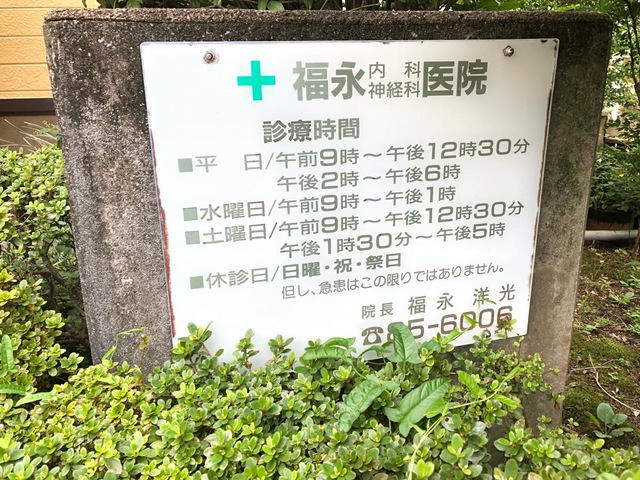 福永内科神経科医院
診療時間
■平 日/午前9時〜午後12時30分
午後2時〜午後6時
■水曜日/午前9時〜午後1時
■土曜日/午前9時〜午後12時30分
午後1時30分〜午後5時
■休診日/日曜・祝・祭日
但し、急患はこの限りではありません。
院長 福永 洋光
☎85-6006